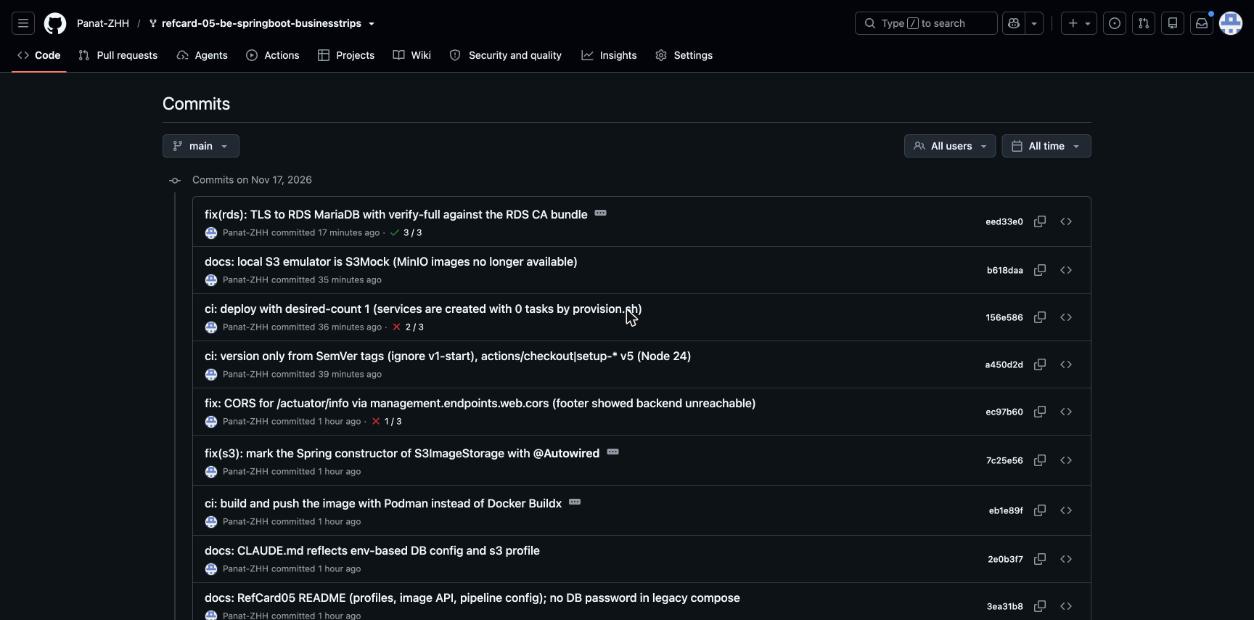 Panat-ZHH / refcard-05-be-springboot-businesstrips
Type / to search
Code Pull requests Agents Actions Projects Wiki Security and quality Insights Settings
Commits
main All users All time
Commits on Nov 17, 2026
fix(rds): TLS to RDS MariaDB with verify-full against the RDS CA bundle
eed33e0
Panat-ZHH committed 17 minutes ago · 3 / 3
docs: local S3 emulator is S3Mock (MinIO images no longer available)
b618daa
Panat-ZHH committed 35 minutes ago
ci: deploy with desired-count 1 (services are created with 0 tasks by provision.sh)
156e586
Panat-ZHH committed 36 minutes ago · 2 / 3
ci: version only from SemVer tags (ignore v1-start), actions/checkout|setup-* v5 (Node 24)
a450d2d
Panat-ZHH committed 39 minutes ago
fix: CORS for /actuator/info via management.endpoints.web.cors (footer showed backend unreachable)
ec97b60
Panat-ZHH committed 1 hour ago · 1 / 3
fix(s3): mark the Spring constructor of S3ImageStorage with @Autowired
7c25e56
Panat-ZHH committed 1 hour ago
ci: build and push the image with Podman instead of Docker Buildx
eb1e89f
Panat-ZHH committed 1 hour ago
docs: CLAUDE.md reflects env-based DB config and s3 profile
2e0b3f7
Panat-ZHH committed 1 hour ago
docs: RefCard05 README (profiles, image API, pipeline config); no DB password in legacy compose
3ea31b8
Panat-ZHH committed 1 hour ago